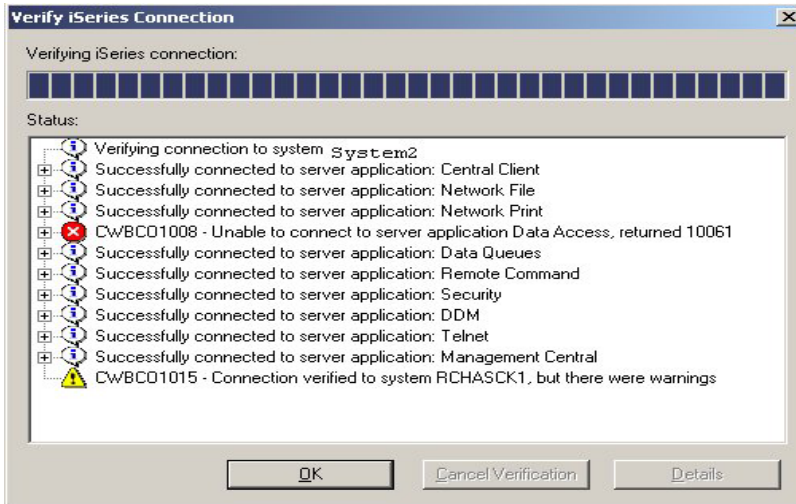 Verify iSeries Connection
Verifying iSeries connection:
Status:
Verifying connection to system System2
Successfully connected to server application: Central Client
Successfully connected to server application: Network File
Successfully connected to server application: Network Print
CWBCO1008 - Unable to connect to server application Data Access, returned 10061
Successfully connected to server application: Data Queues
Successfully connected to server application: Remote Command
Successfully connected to server application: Security
Successfully connected to server application: DDM
Successfully connected to server application: Telnet
Successfully connected to server application: Management Central
CWBCO1015 - Connection verified to system RCHASCK1, but there were warnings
OK Cancel Verification Details